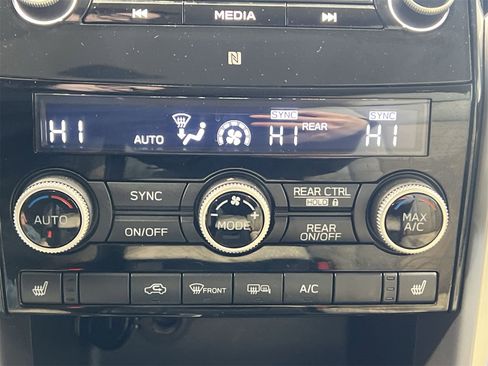 MEDIA
N
HI AUTO SYNC HI REAR SYNC HI
AUTO
SYNC
ON/OFF
- MODE +
REAR CTRL
HOLD
REAR
ON/OFF
MAX
A/C
FRONT
A/C